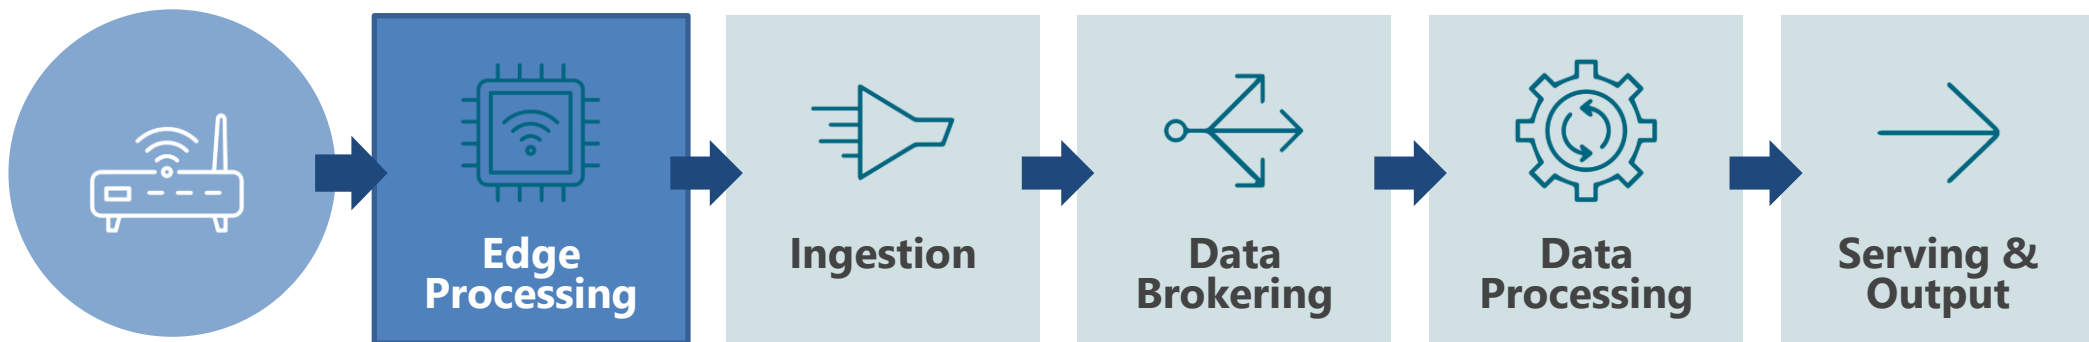 Edge
Processing
Ingestion
Data
Brokering
Data
Processing
Serving &
Output